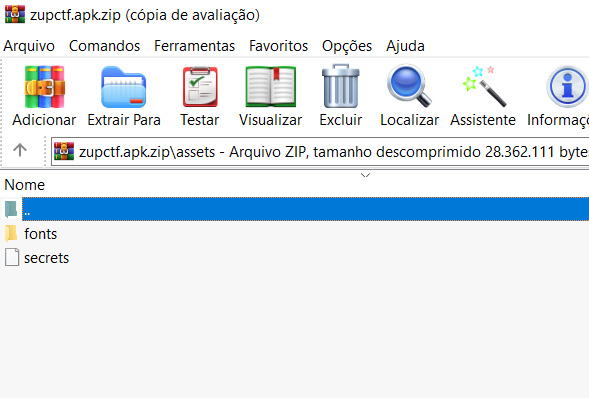 zupctf.apk.zip (cópia de avaliação)
Arquivo Comandos Ferramentas Favoritos Opções Ajuda
Adicionar Extrair Para Testar Visualizar Excluir Localizar Assistente Informaçõ
zupctf.apk.zip\assets - Arquivo ZIP, tamanho descomprimido 28.362.111 bytes
Nome
..
fonts
secrets